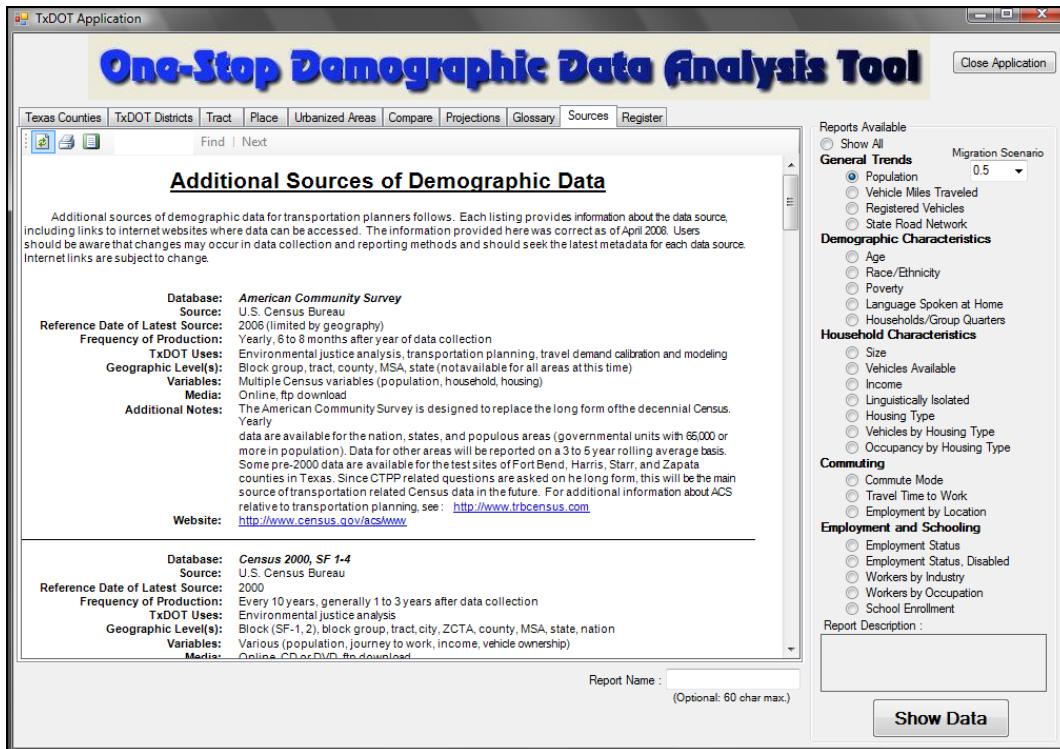 TxDOT Application
One-Stop Demographic Data Analysis Tool
Close Application
Texas Counties TxDOT Districts Tract Place Urbanized Areas Compare Projections Glossary Sources Register
Find | Next
Additional Sources of Demographic Data
Additional sources of demographic data for transportation planners follows. Each listing provides information about the data source,
including links to internet websites where data can be accessed. The information provided here was correct as of April 2008. Users
should be aware that changes may occur in data collection and reporting methods and should seek the latest metadata for each data source.
Internet links are subject to change.
Database: American Community Survey
Source: U.S. Census Bureau
Reference Date of Latest Source: 2006 (limited by geography)
Frequency of Production: Yearly, 6 to 8 months after year of data collection
TxDOT Uses: Environmental justice analysis, transportation planning, travel demand calibration and modeling
Geographic Level(s): Block group, tract, county, MSA, state (notavailable for all areas at this time)
Variables: Multiple Census variables (population, household, housing)
Media: Online, ftp download
Additional Notes: The American Community Survey is designed to replace the long form ofthe decennial Census.
Yearly
data are available for the nation, states, and populous areas (governmental units with 65,000 or
more in population). Data for other areas will be reported on a 3 to 5 year rolling average basis.
Some pre-2000 data are available for the test sites of Fort Bend, Harris, Starr, and Zapata
counties in Texas. Since CTPP related questions are asked on he long form, this will be the main
source of transportation related Census data in the future. For additional information about ACS
relative to transportation planning, see : http://www.trbcensus.com
Website: http://www.census.gov/acs/www
Database: Census 2000, SF 1-4
Source: U.S. Census Bureau
Reference Date of Latest Source: 2000
Frequency of Production: Every 10 years, generally 1 to 3 years after data collection
TxDOT Uses: Environmental justice analysis
Geographic Level(s): Block (SF-1, 2), block group, tract, city, ZCTA, county, MSA, state, nation
Variables: Various (population, journey to work, income, vehicle ownership)
Media: Online, CD or DVD, ftp download
Report Name :
(Optional: 60 char max.)
Reports Available
Show All
Migration Scenario
0.5
General Trends
Population
Vehicle Miles Traveled
Registered Vehicles
State Road Network
Demographic Characteristics
Age
Race/Ethnicity
Poverty
Language Spoken at Home
Households/Group Quarters
Household Characteristics
Size
Vehicles Available
Income
Linguistically Isolated
Housing Type
Vehicles by Housing Type
Occupancy by Housing Type
Commuting
Commute Mode
Travel Time to Work
Employment by Location
Employment and Schooling
Employment Status
Employment Status, Disabled
Workers by Industry
Workers by Occupation
School Enrollment
Report Description :
Show Data